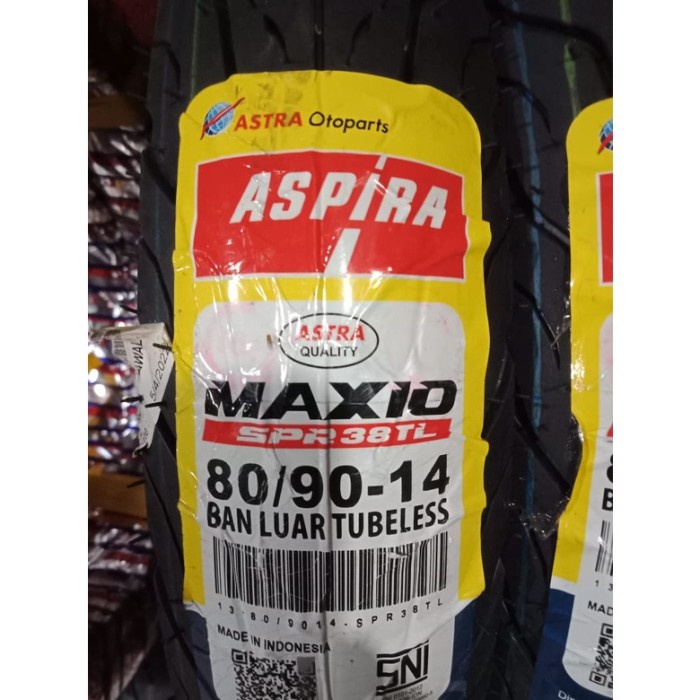 ASTRA Otoparts
ASPIRA
ASTRA
QUALITY
MAXIO
SPR38TL
80/90-14
BAN LUAR TUBELESS
13-80/9014-SPR38TL
MADE IN INDONESIA
SNI
MAD